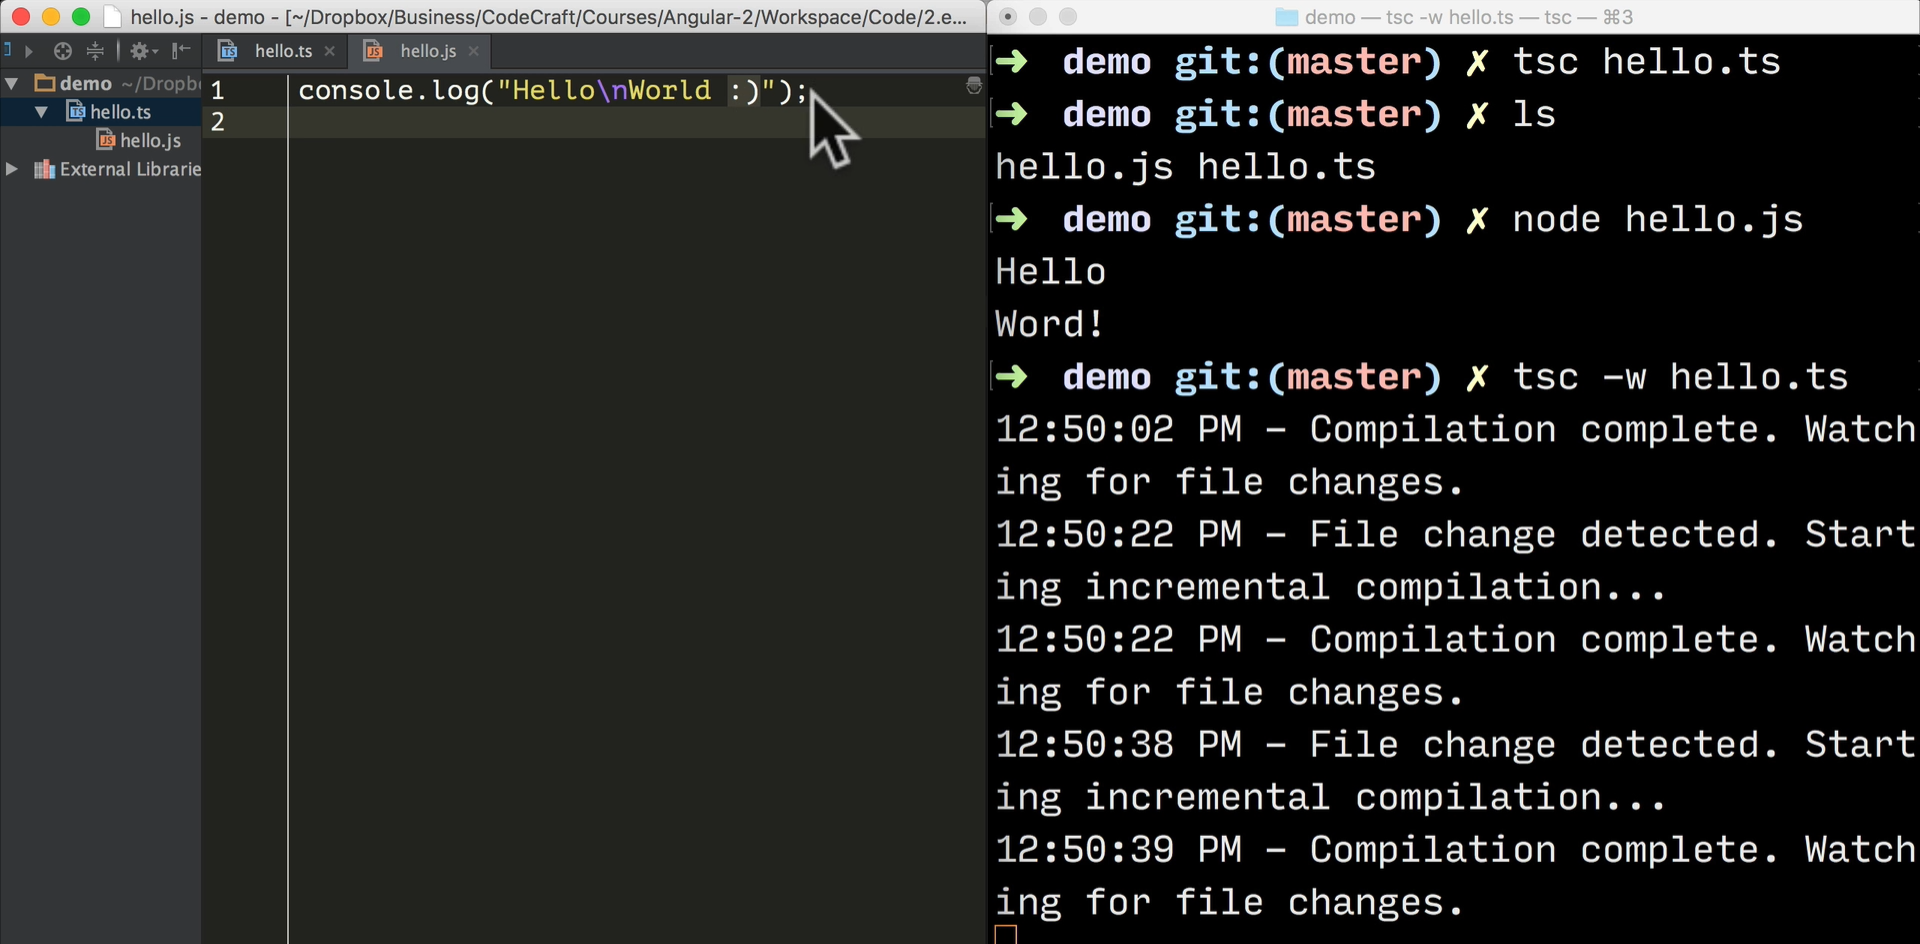 hello.js - demo - [~/Dropbox/Business/CodeCraft/Courses/Angular-2/Workspace/Code/2.e...
hello.ts
hello.js
demo ~/Dropb
hello.ts
hello.js
External Librarie
1 console.log("Hello\nWorld :)");
2
demo — tsc -w hello.ts — tsc — ⌘3
➜ demo git:(master) ✗ tsc hello.ts
➜ demo git:(master) ✗ ls
hello.js hello.ts
➜ demo git:(master) ✗ node hello.js
Hello
Word!
➜ demo git:(master) ✗ tsc -w hello.ts
12:50:02 PM - Compilation complete. Watch
ing for file changes.
12:50:22 PM - File change detected. Start
ing incremental compilation...
12:50:22 PM - Compilation complete. Watch
ing for file changes.
12:50:38 PM - File change detected. Start
ing incremental compilation...
12:50:39 PM - Compilation complete. Watch
ing for file changes.